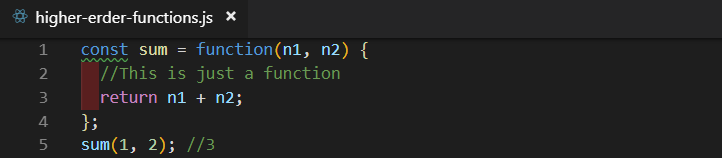 higher-erder-functions.js ×
1 const sum = function(n1, n2) {
2   //This is just a function
3   return n1 + n2;
4 };
5 sum(1, 2); //3